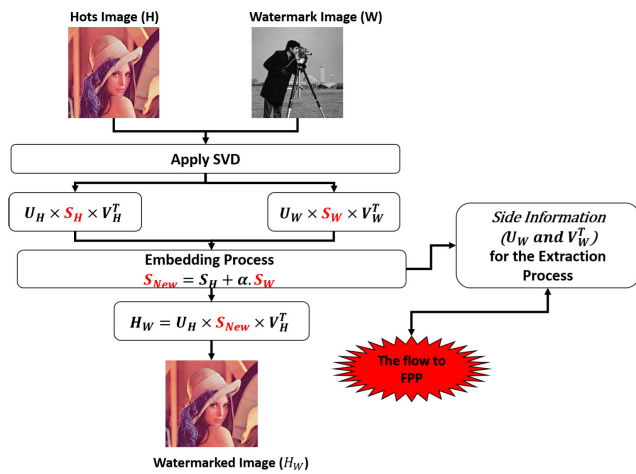 Hots Image (H)
Watermark Image (W)
Apply SVD
U_H × S_H × V_H^T
U_W × S_W × V_W^T
Embedding Process
S_New = S_H + α. S_W
Side Information
(U_W and V_W^T)
for the Extraction
Process
H_W = U_H × S_New × V_H^T
The flow to
FPP
Watermarked Image (H_W)